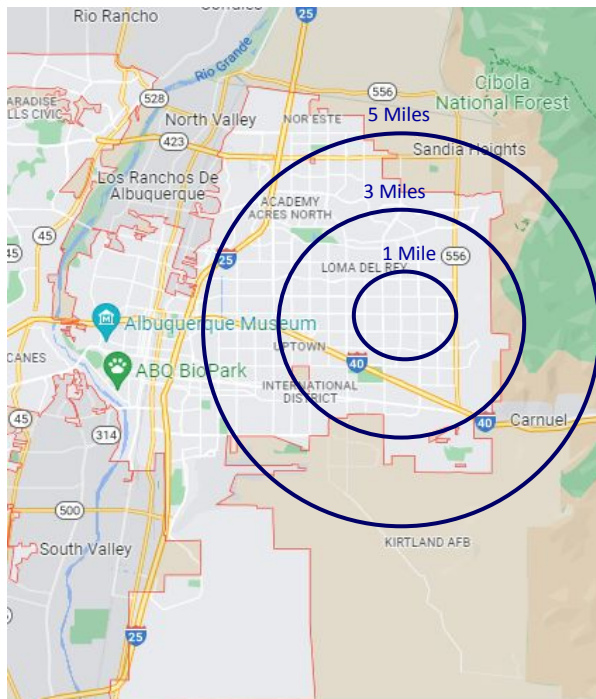 Rio Rancho
Corrales
25
Rio Grande
556
Cibola
National Forest
528
ARADISE
LLS CIVIC
North Valley
NOR ESTE
5 Miles
423
Sandia Heights
Los Ranchos De
Albuquerque
3 Miles
ACADEMY
ACRES NORTH
45
45
25
1 Mile
LOMA DEL REY
556
Albuquerque Museum
CANES
UPTOWN
ABQ BioPark
40
INTERNATIONAL
DISTRICT
45
314
40
Carnuel
500
South Valley
KIRTLAND AFB
25